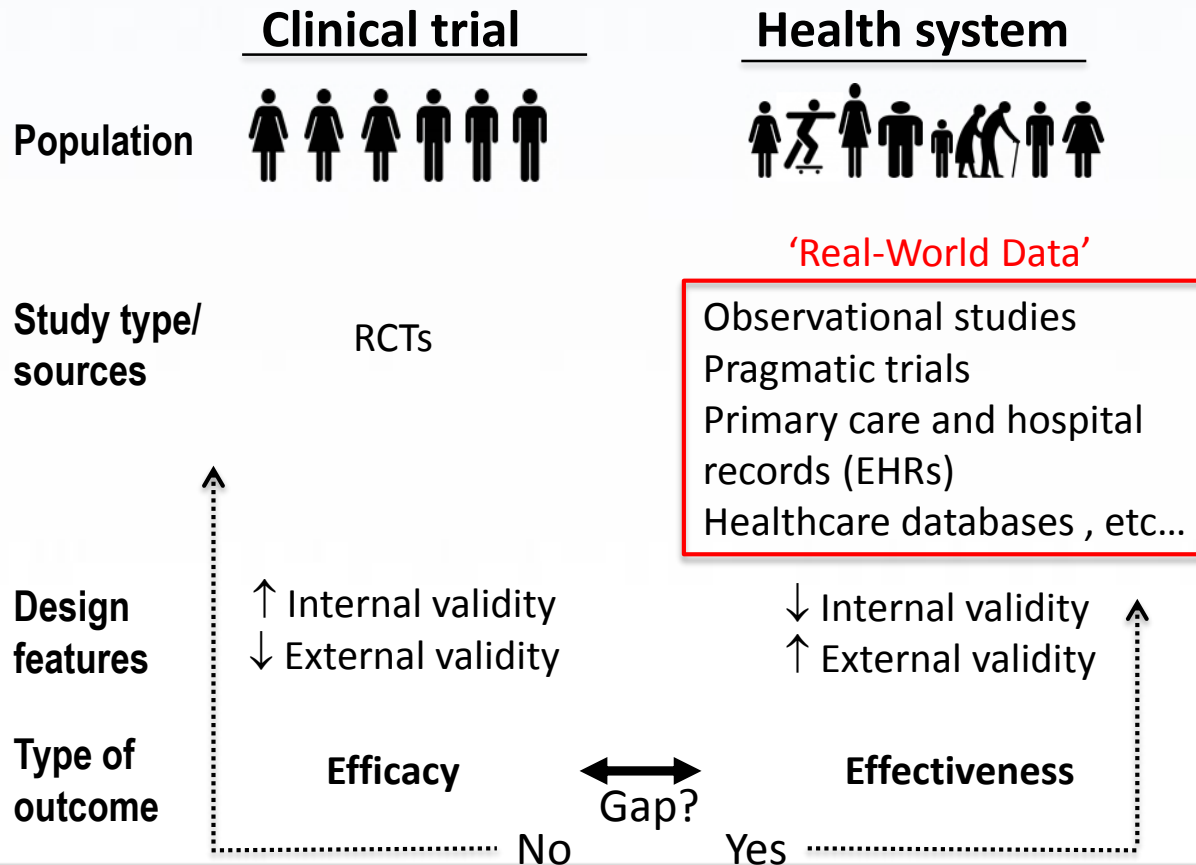 Clinical trial
Health system
Population
‘Real-World Data’
Study type/
sources
RCTs
Observational studies
Pragmatic trials
Primary care and hospital
records (EHRs)
Healthcare databases , etc…
Design
features
↑ Internal validity
↓ External validity
↓ Internal validity
↑ External validity
Type of
outcome
Efficacy
Gap?
Effectiveness
No
Yes